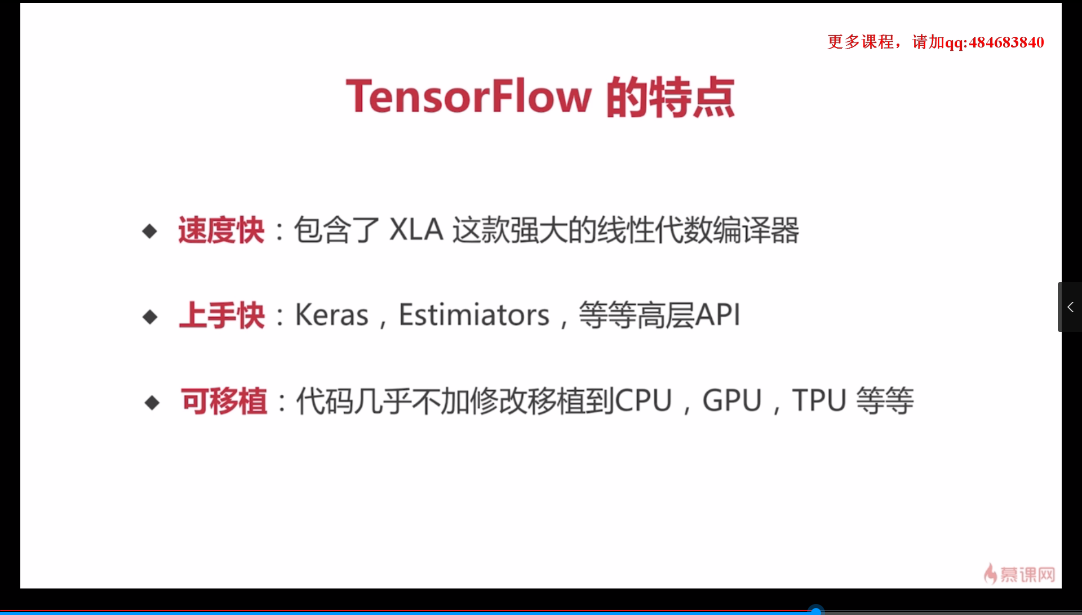 更多课程，请加qq:484683840
TensorFlow 的特点
◆ 速度快：包含了 XLA 这款强大的线性代数编译器
◆ 上手快：Keras，Estimiators，等等高层API
◆ 可移植：代码几乎不加修改移植到CPU，GPU，TPU 等等
慕课网